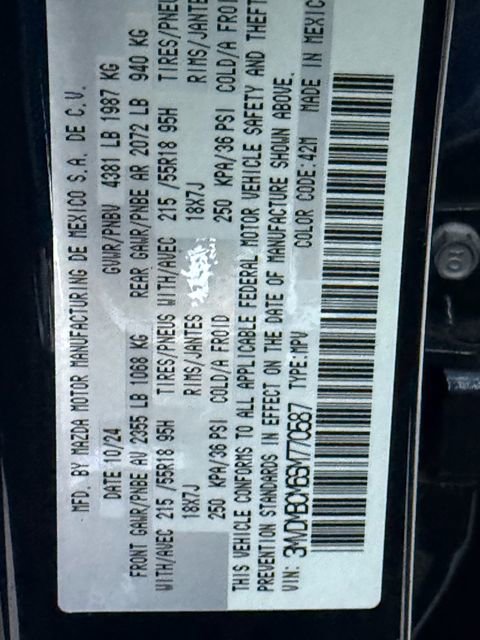 MFD. BY MAZDA MOTOR MANUFACTURING DE MEXICO S.A. DE C.V.
DATE: 10/24 GVWR/PNBV 4381 LB 1987 KG
FRONT GAWR/PNBE AV 2355 LB 1068 KG REAR GAWR/PNBE AR 2072 LB 940 KG
WITH/AVEC 215 /55R18 95H TIRES/PNEUS WITH/AVEC 215 /55R18 95H TIRES/PNEU
18X7J RIMS/JANTES 18X7J RIMS/JANTE
250 KPA/36 PSI COLD/A FROID 250 KPA/36 PSI COLD/A FROID
THIS VEHICLE CONFORMS TO ALL APPLICABLE FEDERAL MOTOR VEHICLE SAFETY AND THEFT
PREVENTION STANDARDS IN EFFECT ON THE DATE OF MANUFACTURE SHOWN ABOVE.
VIN: TYPE:MPV COLOR CODE:42M MADE IN MEXIC